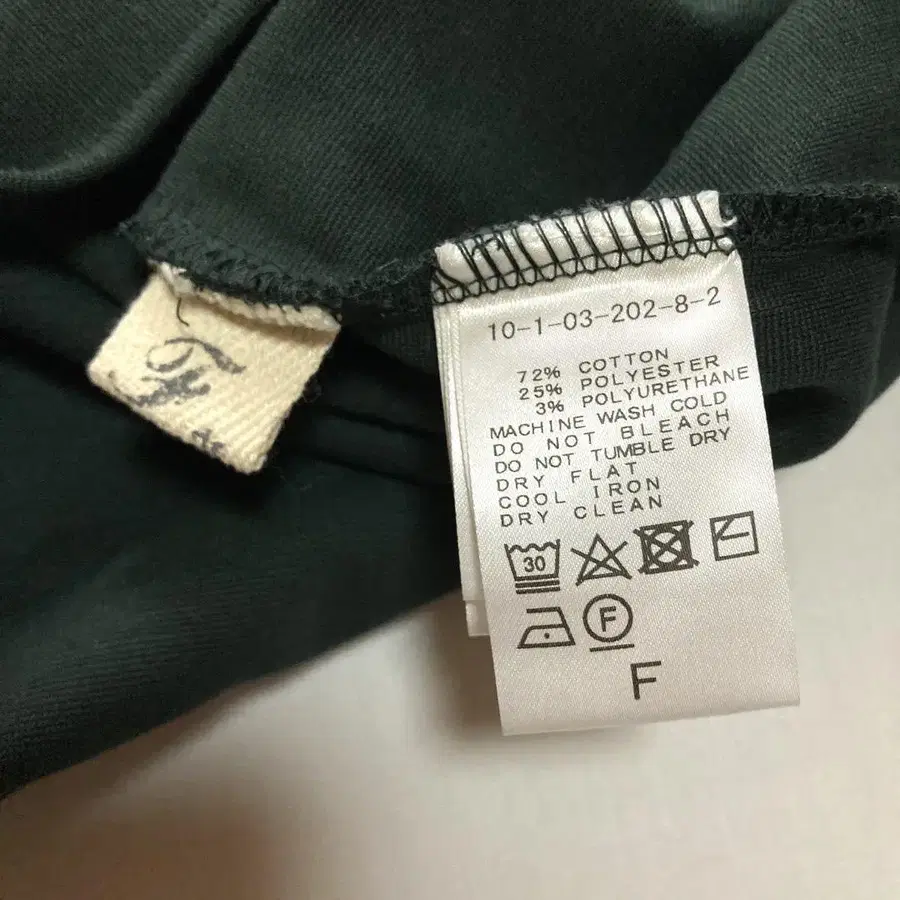 10-1-03-202-8-2
72% COTTON
25% POLYESTER
3% POLYURETHANE
MACHINE WASH COLD
DO NOT BLEACH
DO NOT TUMBLE DRY
DRY FLAT
COOL IRON
DRY CLEAN
30
F
F